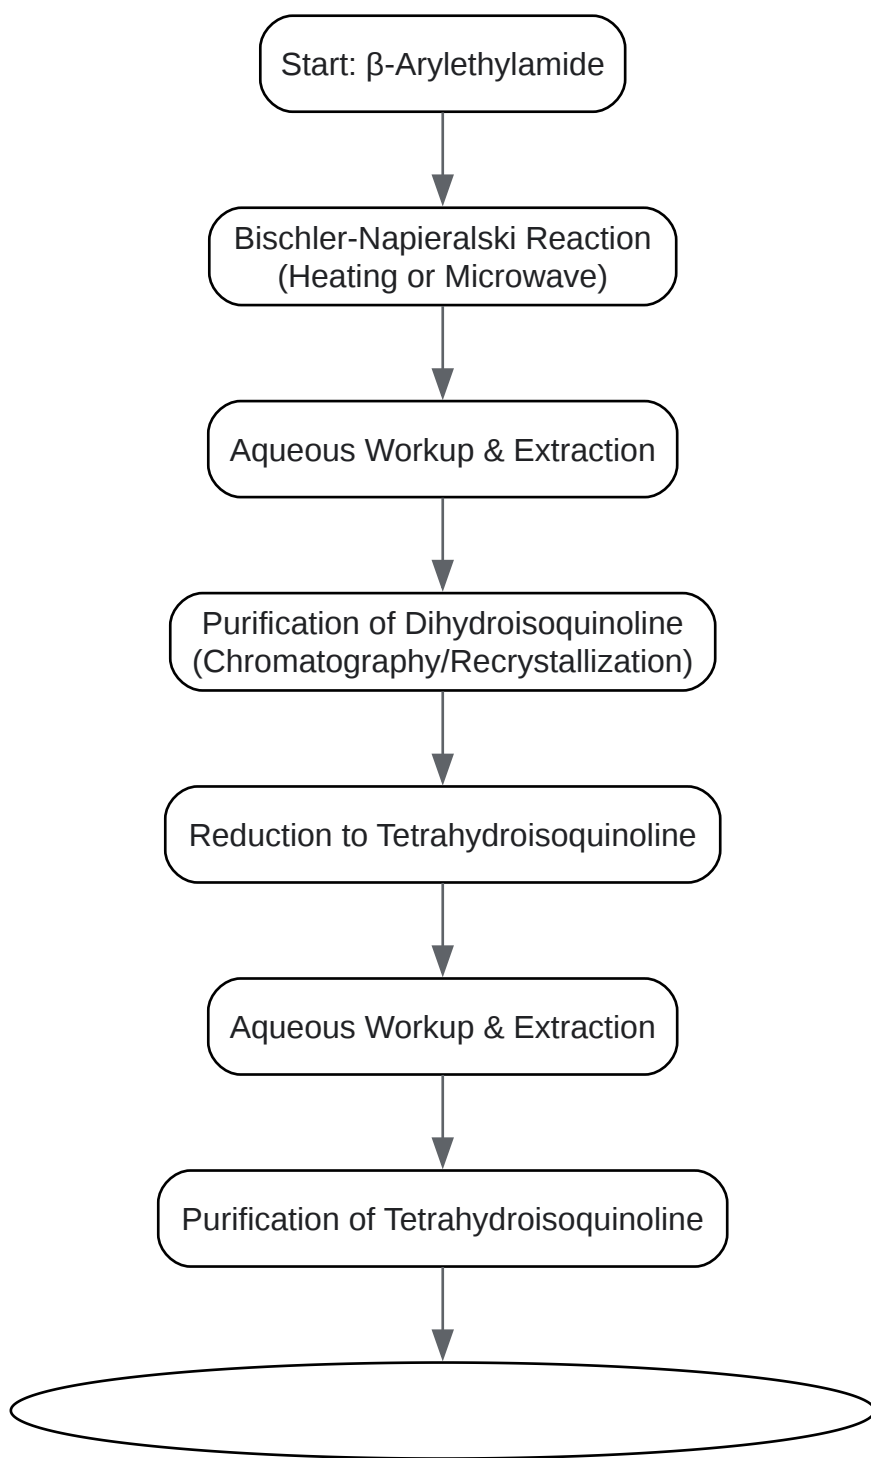 Start: β-Arylethylamide
Bischler-Napieralski Reaction
(Heating or Microwave)
Aqueous Workup & Extraction
Purification of Dihydroisoquinoline
(Chromatography/Recrystallization)
Reduction to Tetrahydroisoquinoline
Aqueous Workup & Extraction
Purification of Tetrahydroisoquinoline